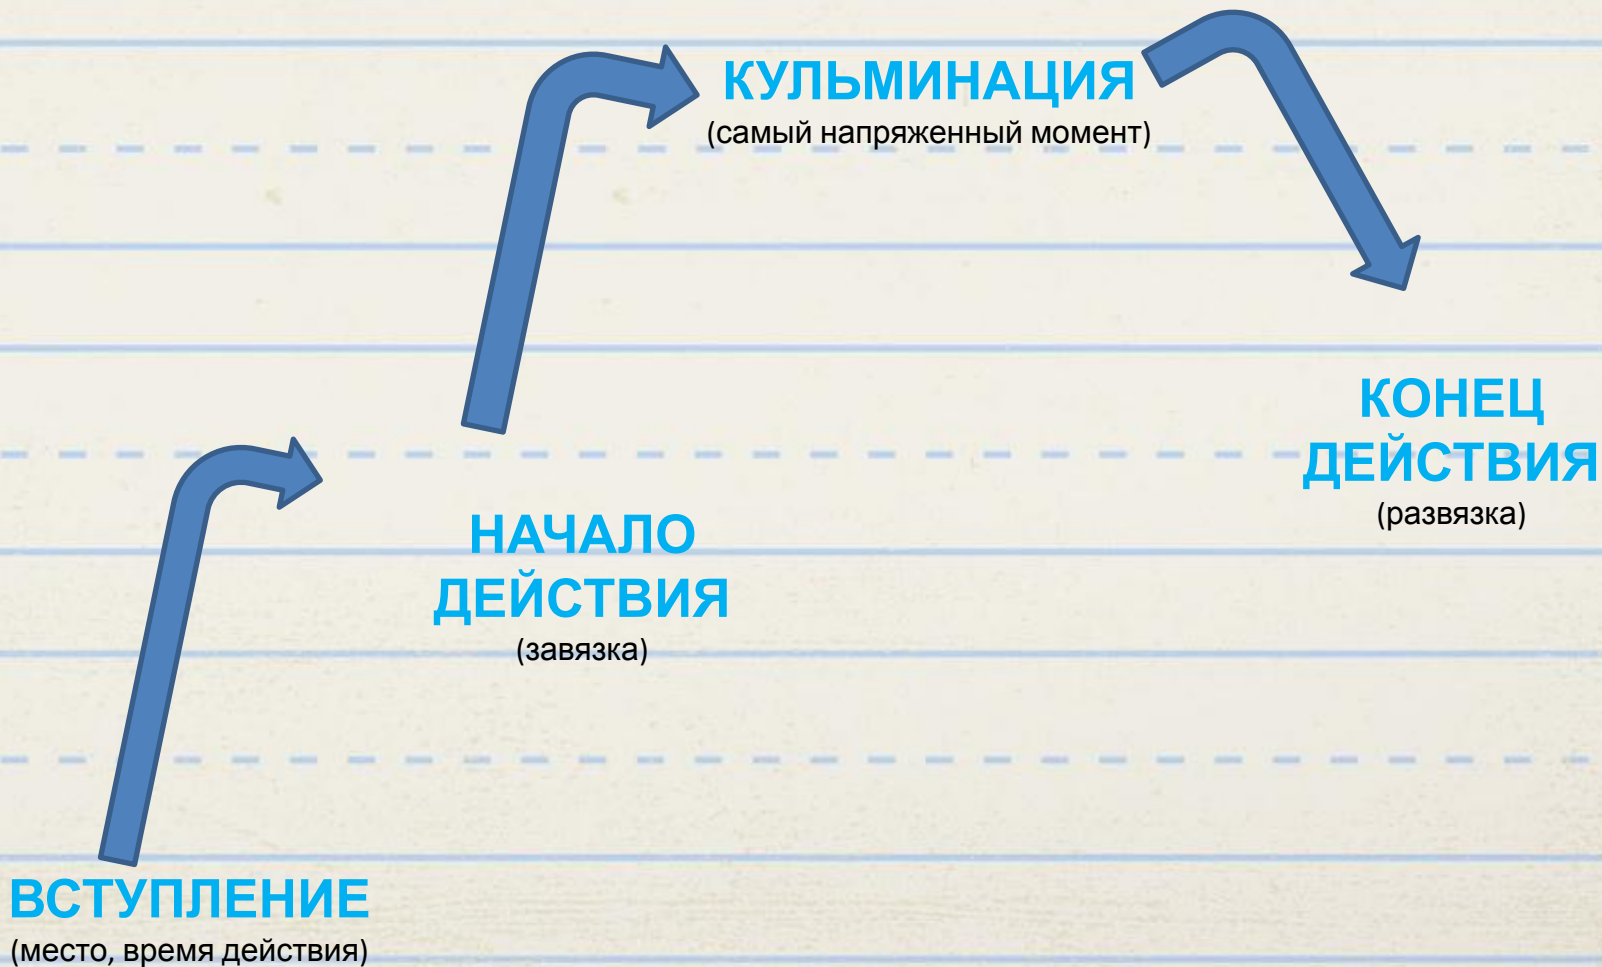 КУЛЬМИНАЦИЯ
(самый напряженный момент)
КОНЕЦ
ДЕЙСТВИЯ
(развязка)
НАЧАЛО
ДЕЙСТВИЯ
(завязка)
ВСТУПЛЕНИЕ
(место, время действия)